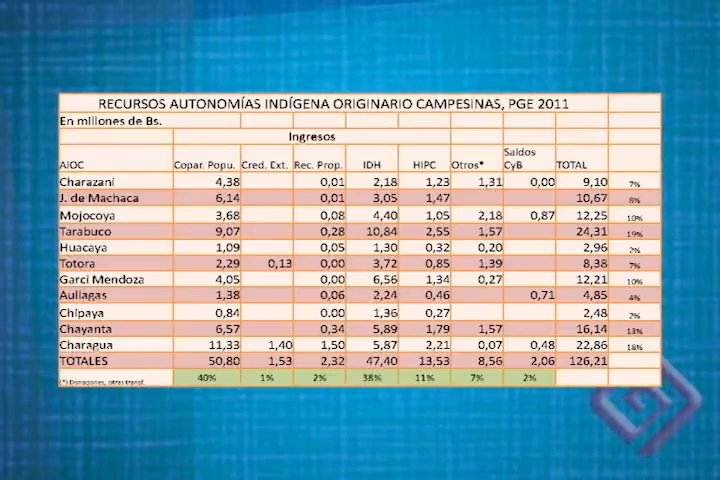 RECURSOS AUTONOMÍAS INDÍGENA ORIGINARIO CAMPESINAS, PGE 2011
En millones de Bs.
Ingresos
AIOC Copar. Popu. Cred. Ext. Rec. Prop. IDH HIPC Otros* Saldos CyB TOTAL
Charazani 4,38 0,01 2,18 1,23 1,31 0,00 9,10 7%
J. de Machaca 6,14 0,01 3,05 1,47 10,67 8%
Mojocoya 3,68 0,08 4,40 1,05 2,18 0,87 12,25 10%
Tarabuco 9,07 0,28 10,84 2,55 1,57 24,31 19%
Huacaya 1,09 0,05 1,30 0,32 0,20 2,96 2%
Totora 2,29 0,13 0,00 3,72 0,85 1,39 8,38 7%
Garci Mendoza 4,05 0,00 6,56 1,34 0,27 12,21 10%
Aullagas 1,38 0,06 2,24 0,46 0,71 4,85 4%
Chipaya 0,84 0.00 1,36 0,27 2,48 2%
Chayanta 6,57 0,34 5,89 1,79 1,57 16,14 13%
Charagua 11,33 1,40 1,50 5,87 2,21 0,07 0,48 22,86 18%
TOTALES 50,80 1,53 2,32 47,40 13,53 8,56 2,06 126,21
(*) Donaciones, otras transf. 40% 1% 2% 38% 11% 7% 2%